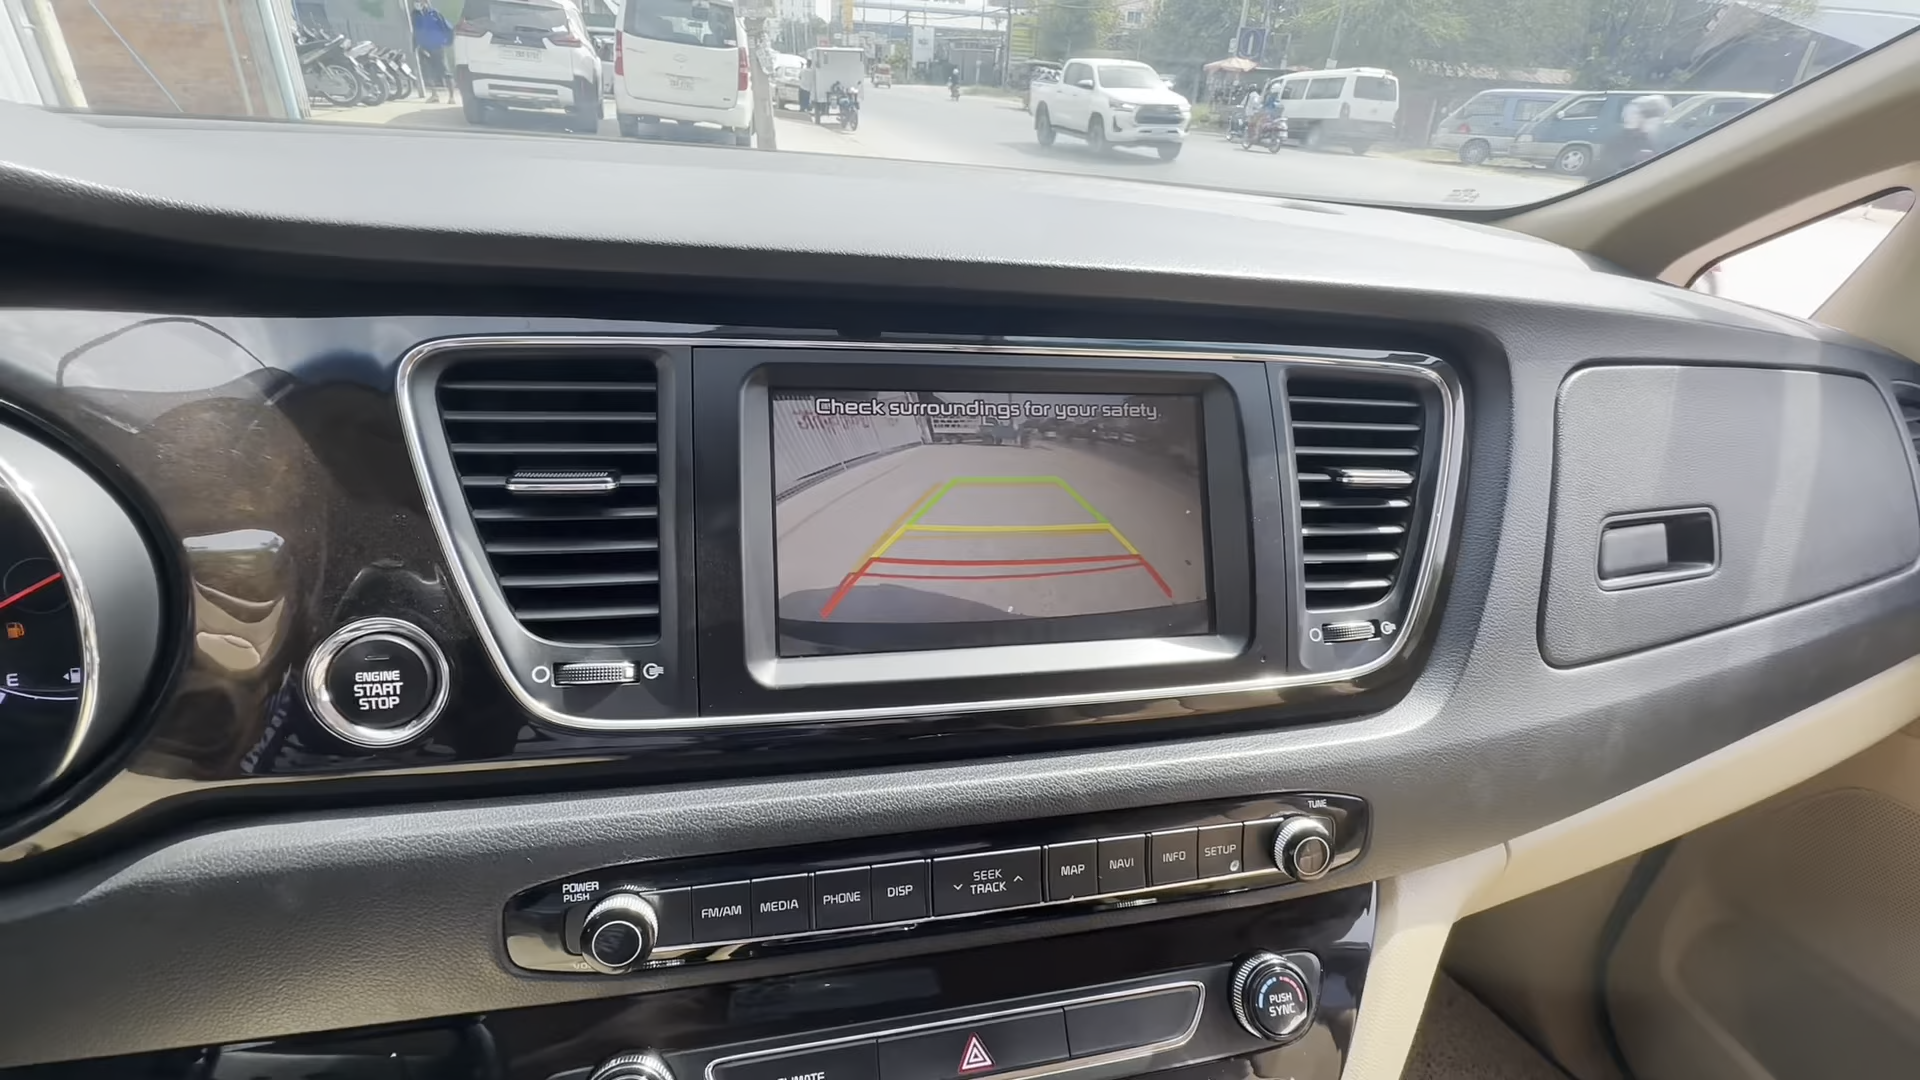 Check surroundings for your safety.
E
ENGINE
START
STOP
TUNE
POWER
PUSH
FM/AM
MEDIA
PHONE
DISP
SEEK
TRACK
MAP
NAVI
INFO
SETUP
PUSH
SYNC